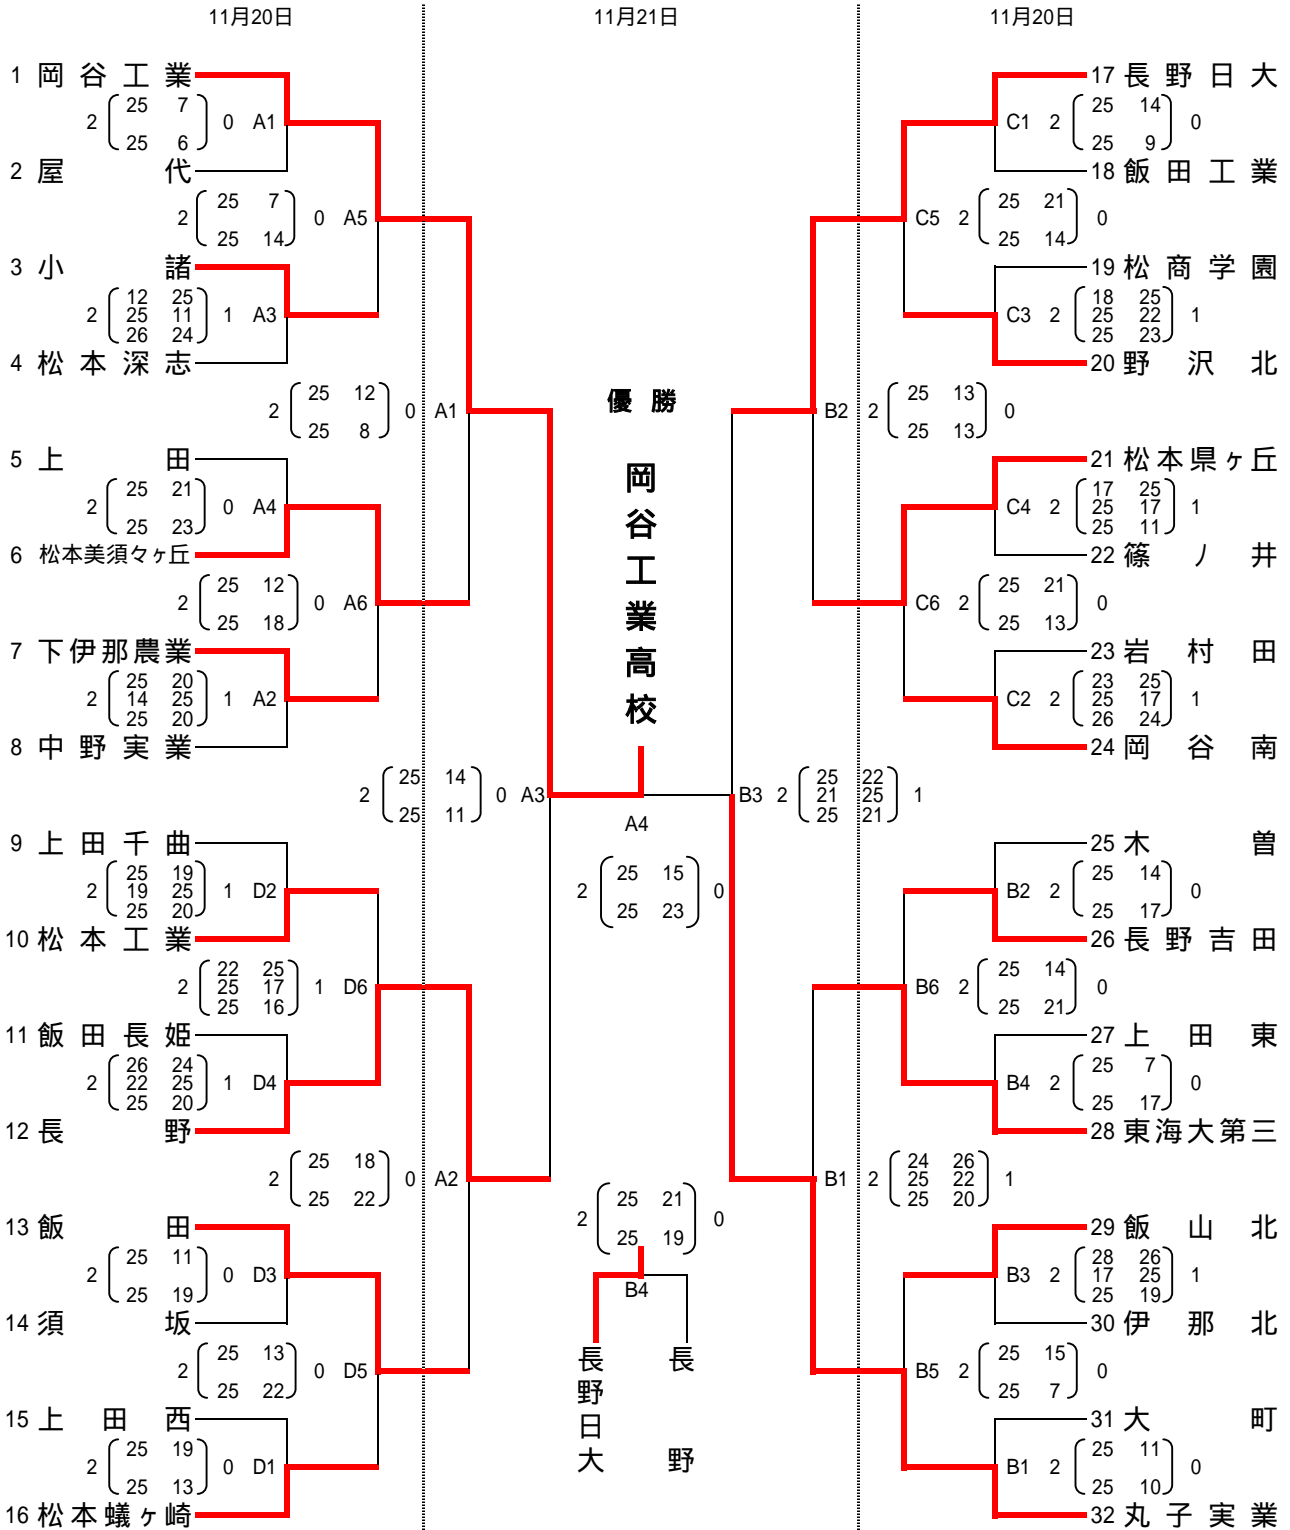 11月20日 11月21日 11月20日
1 岡谷工業
2 25 7 0 A1
25 6
2 屋代
2 25 7 0 A5
25 14
3 小諸
12 25
2 25 11 1 A3
26 24
4 松本深志
2 25 12 0 A1
25 8
5 上田
2 25 21 0 A4
25 23
6 松本美須々ヶ丘
2 25 12 0 A6
25 18
7 下伊那農業
25 20
2 14 25 1 A2
25 20
8 中野実業
2 25 14 0 A3
25 11
9 上田千曲
25 19
2 19 25 1 D2
25 20
10 松本工業
22 25
2 25 17 1 D6
25 16
11 飯田長姫
26 24
2 22 25 1 D4
25 20
12 長野
2 25 18 0 A2
25 22
13 飯田
2 25 11 0 D3
25 19
14 須坂
2 25 13 0 D5
25 22
15 上田西
2 25 19 0 D1
25 13
16 松本蟻ヶ崎
優勝
岡谷工業高校
A4
2 25 15 0
25 23
2 25 21 0
25 19
B4
長野日大
長野
17 長野日大
C1 2 25 14 0
25 9
18 飯田工業
C5 2 25 21 0
25 14
19 松商学園
18 25
C3 2 25 22 1
25 23
20 野沢北
B2 2 25 13 0
25 13
21 松本県ヶ丘
17 25
C4 2 25 17 1
25 11
22 篠ノ井
C6 2 25 21 0
25 13
23 岩村田
23 25
C2 2 25 17 1
26 24
24 岡谷南
25 22
B3 2 21 25 1
25 21
25 木曽
B2 2 25 14 0
25 17
26 長野吉田
B6 2 25 14 0
25 21
27 上田東
B4 2 25 7 0
25 17
28 東海大第三
24 26
B1 2 25 22 1
25 20
29 飯山北
28 26
B3 2 17 25 1
25 19
30 伊那北
B5 2 25 15 0
25 7
31 大町
B1 2 25 11 0
25 10
32 丸子実業